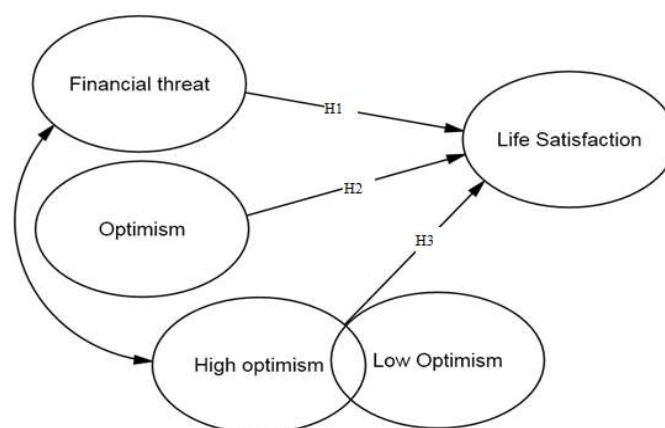 Financial threat
H1
Life Satisfaction
H2
Optimism
H3
High optimism
Low Optimism